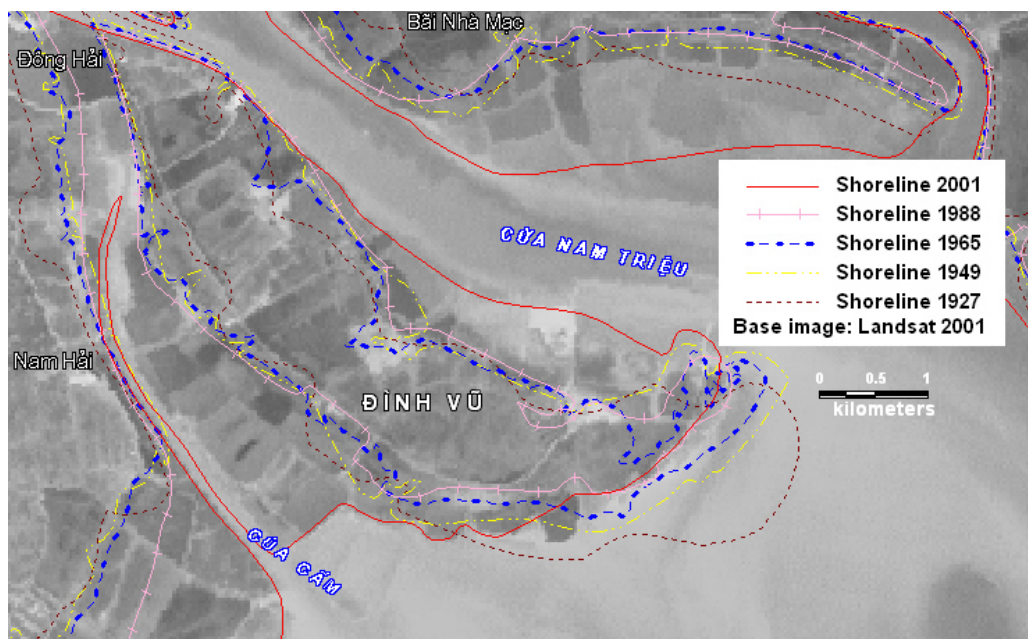 Bãi Nhà Mạc
Đông Hải
CỬA NAM TRIỆU
Shoreline 2001
Shoreline 1988
Shoreline 1965
Shoreline 1949
Shoreline 1927
Base image: Landsat 2001
Nam Hải
ĐÌNH VŨ
0 0.5 1
kilometers
CỬA CẤM